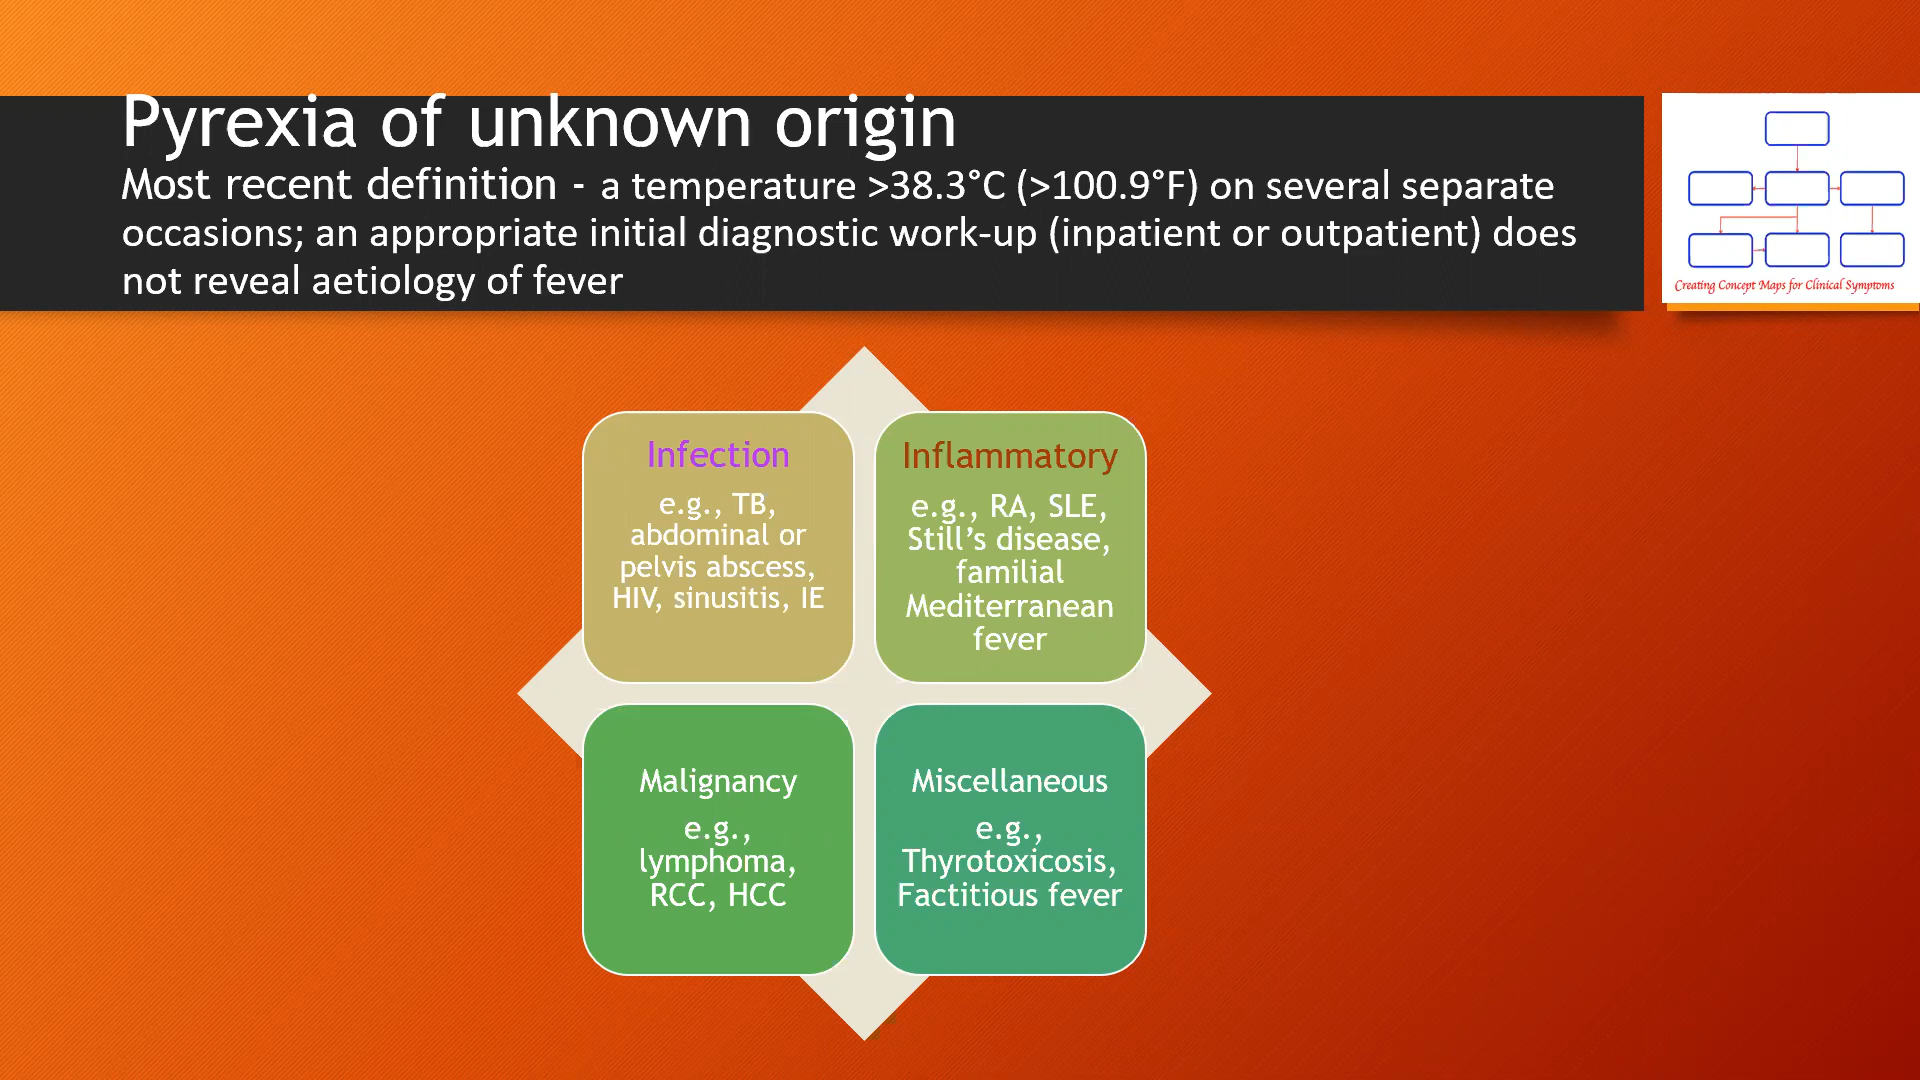 Pyrexia of unknown origin
Most recent definition - a temperature >38.3°C (>100.9°F) on several separate
occasions; an appropriate initial diagnostic work-up (inpatient or outpatient) does
not reveal aetiology of fever
Creating Concept Maps for Clinical Symptoms
Infection
e.g., TB,
abdominal or
pelvis abscess,
HIV, sinusitis, IE
Inflammatory
e.g., RA, SLE,
Still’s disease,
familial
Mediterranean
fever
Malignancy
e.g.,
lymphoma,
RCC, HCC
Miscellaneous
e.g.,
Thyrotoxicosis,
Factitious fever